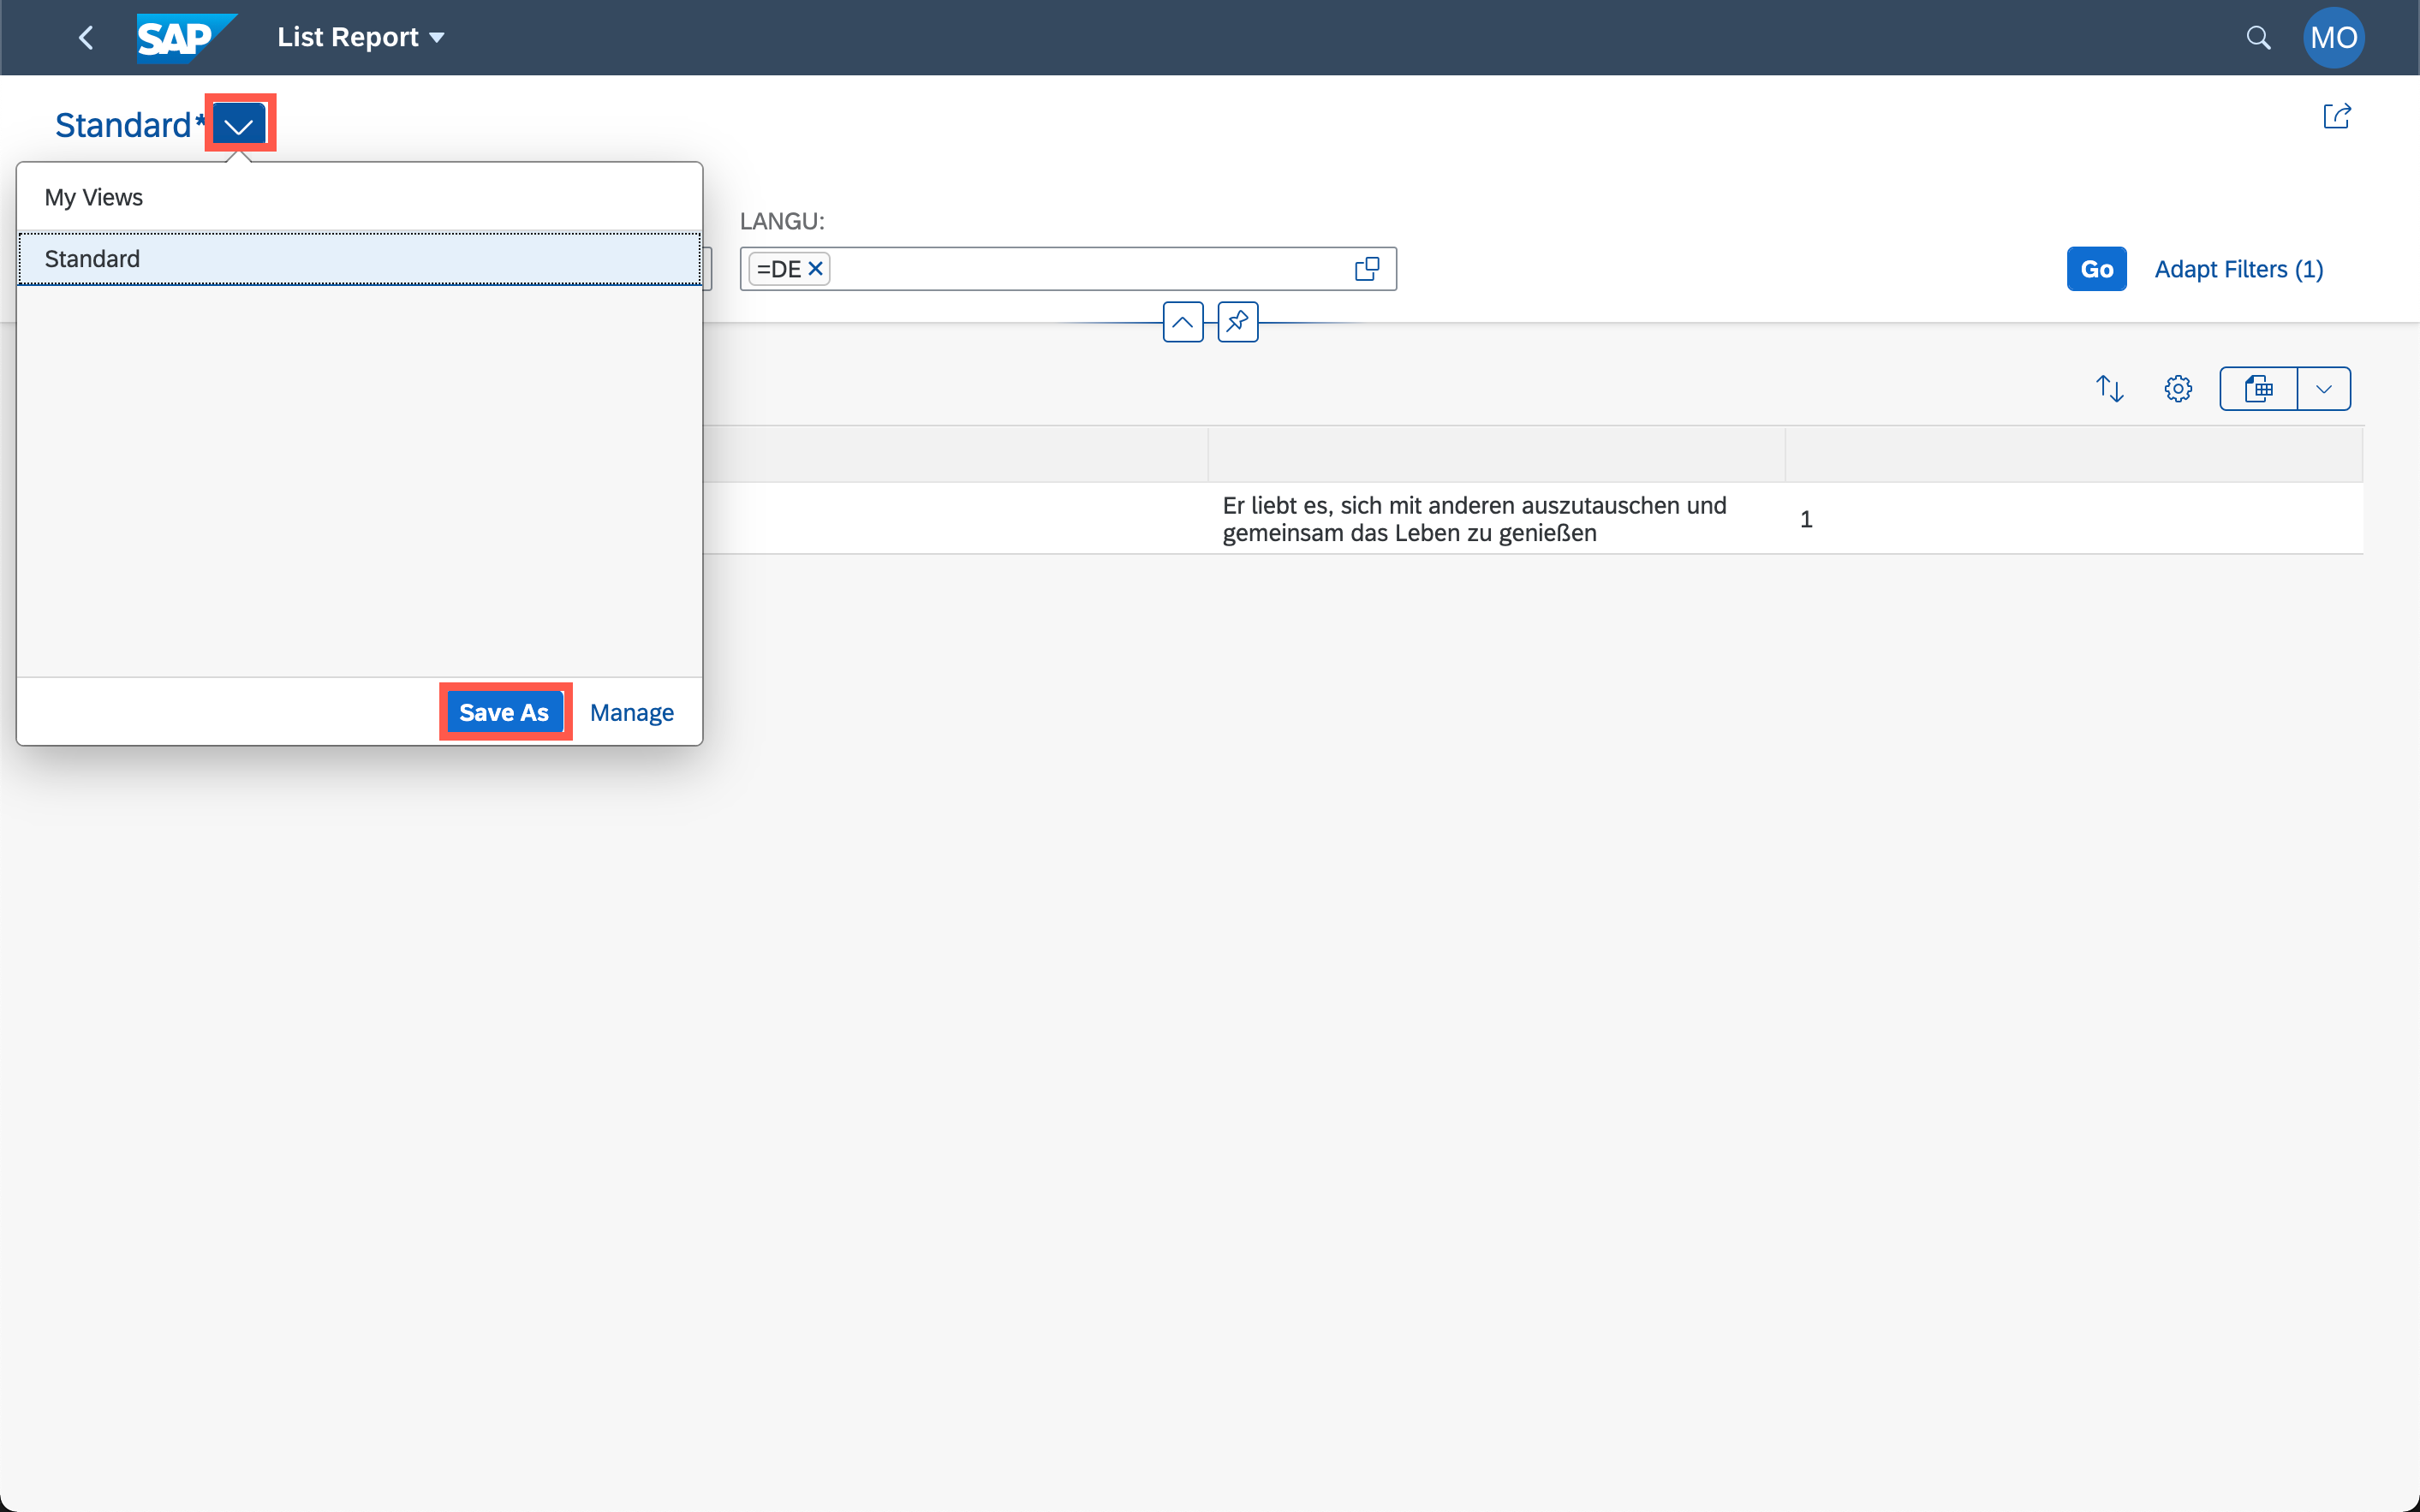 SAP
List Report
MO
Standard*
My Views
Standard
LANGU:
=DE
Go
Adapt Filters (1)
Er liebt es, sich mit anderen auszutauschen und
gemeinsam das Leben zu genießen
1
Save As
Manage